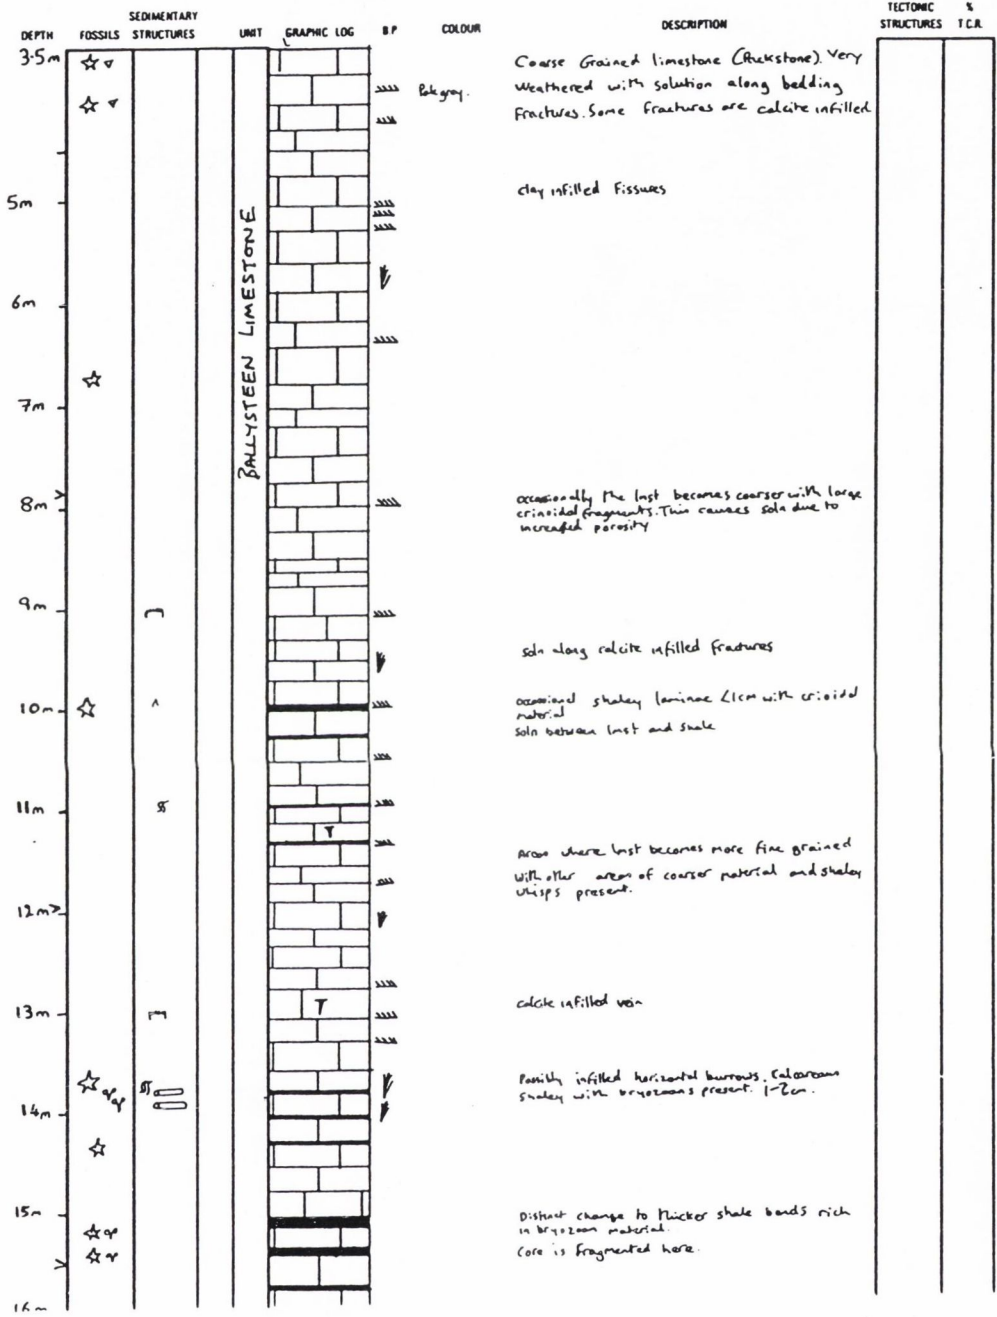 DEPTH FOSSILS SEDIMENTARY STRUCTURES UNIT GRAPHIC LOG B.P COLOUR DESCRIPTION TECTONIC STRUCTURES % T.C.R.
3.5m
Coarse Grained limestone (Packstone). Very
Pale gray.
weathered with solution along bedding
fractures. Some fractures are calcite infilled
clay infilled Fissures
5m
BALLYSTEEN LIMESTONE
6m
7m
8m
occasionally the lmst becomes coarser with large
crinoidal fragments. This causes soln due to
increased porosity
9m
soln along calcite infilled fractures
10m
occasional shaley laminae <1cm with crioidal
material
soln between lmst and shale
11m
T
Areas where lmst becomes more fine grained
with other areas of coarser material and shaley
whisps present.
12m
13m
T
calcite infilled vein
Possibly infilled horizontal burrows. Calcareous
shaley with bryozoans present. 1-2cm.
14m
15m
Distinct change to thicker shale bands rich
in bryozoan material.
Core is fragmented here.
16m